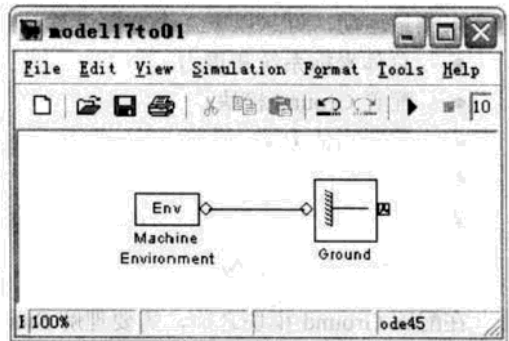 model17to01
File Edit View Simulation Format Tools Help
10
Env
Machine
Environment
Ground
100%
ode45